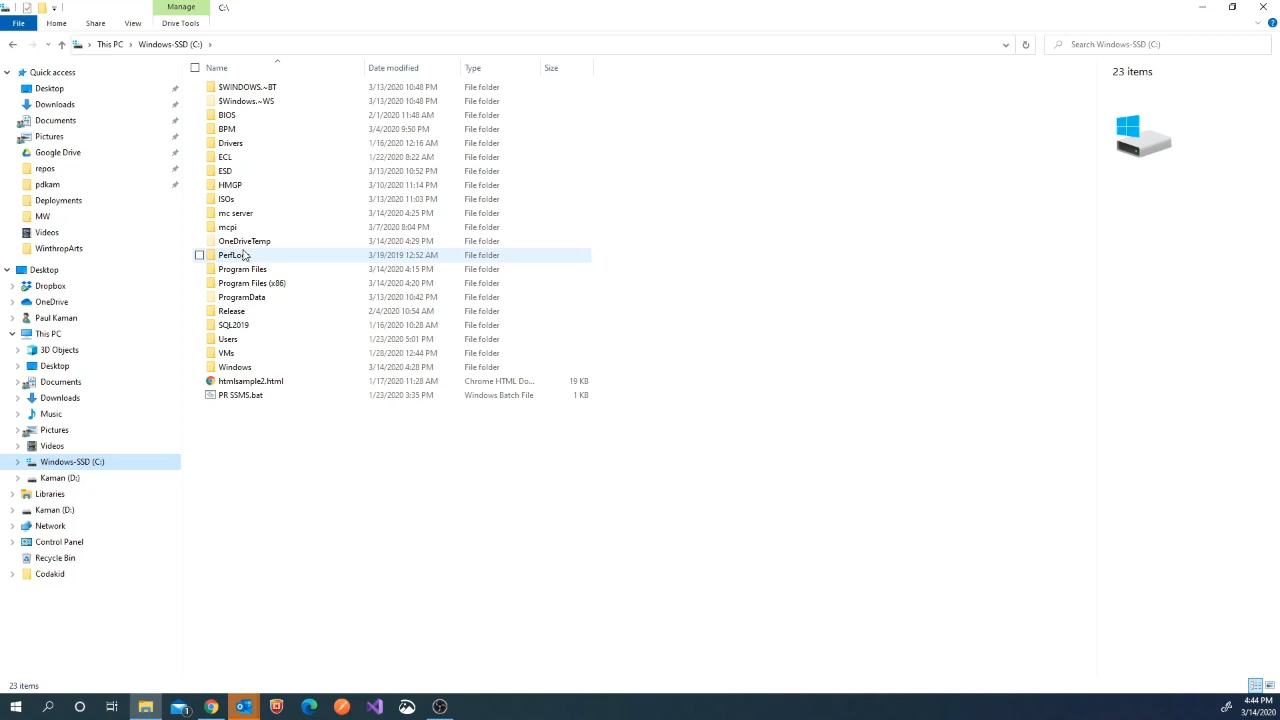 Manage C:\
File Home Share View Drive Tools
This PC Windows-SSD (C:) Search Windows-SSD (C:)
Name Date modified Type Size
23 items
Quick access
Desktop
Downloads
Documents
Pictures
Google Drive
repos
pdkam
Deployments
MW
Videos
WinthropArts
Desktop
Dropbox
OneDrive
Paul Kaman
This PC
3D Objects
Desktop
Documents
Downloads
Music
Pictures
Videos
Windows-SSD (C:)
Kaman (D:)
Libraries
Kaman (D:)
Network
Control Panel
Recycle Bin
Codakid
$WINDOWS.~BT 3/13/2020 10:48 PM File folder
$Windows.~WS 3/13/2020 10:48 PM File folder
BIOS 2/1/2020 11:48 AM File folder
BPM 3/4/2020 9:50 PM File folder
Drivers 1/16/2020 12:16 AM File folder
ECL 1/22/2020 8:22 AM File folder
ESD 3/13/2020 10:52 PM File folder
HMGP 3/10/2020 11:14 PM File folder
ISOs 3/13/2020 11:03 PM File folder
mc server 3/14/2020 4:25 PM File folder
mcpi 3/7/2020 8:04 PM File folder
OneDriveTemp 3/14/2020 4:29 PM File folder
3/19/2019 12:52 AM File folder
Program Files 3/14/2020 4:15 PM File folder
Program Files (x86) 3/14/2020 4:20 PM File folder
ProgramData 3/13/2020 10:42 PM File folder
Release 2/4/2020 10:54 AM File folder
SQL2019 1/16/2020 10:28 AM File folder
Users 1/23/2020 5:01 PM File folder
VMs 1/28/2020 12:44 PM File folder
Windows 3/14/2020 4:28 PM File folder
htmlsample2.html 1/17/2020 11:28 AM Chrome HTML Do... 19 KB
PR SSMS.bat 1/23/2020 3:35 PM Windows Batch File 1 KB
23 items
1
4:44 PM
3/14/2020